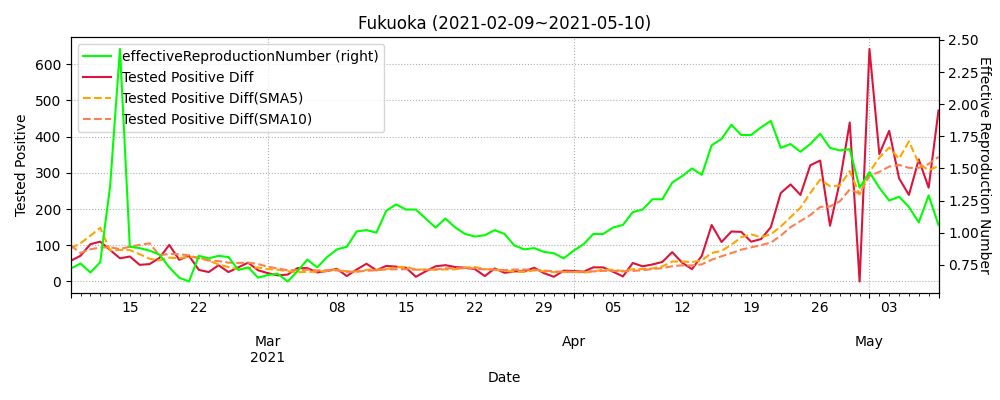 Fukuoka (2021-02-09~2021-05-10)
effectiveReproductionNumber (right)
Tested Positive Diff
Tested Positive Diff(SMA5)
Tested Positive Diff(SMA10)
Tested Positive
600
500
400
300
200
100
0
2.50
2.25
2.00
1.75
1.50
1.25
1.00
0.75
Effective Reproduction Number
15 22 08 15 22 29 05 12 19 26 03
Mar Apr May
2021
Date